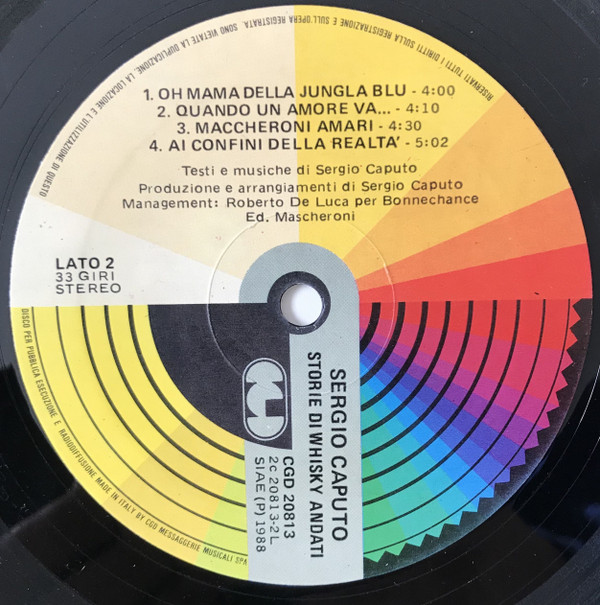 RISERVATI TUTTI I DIRITTI SULLA REGISTRAZIONE E SULL'OPERA REGISTRATA. SONO VIETATE LA DUPLICAZIONE, LA LOCAZIONE E L'UTILIZZAZIONE DI QUESTO
DISCO PER PUBBLICA ESECUZIONE E RADIODIFFUSIONE MADE IN ITALY BY CGD MESSAGGERIE MUSICALI SPA
1. OH MAMA DELLA JUNGLA BLU - 4:00
2. QUANDO UN AMORE VA... - 4:10
3. MACCHERONI AMARI - 4:30
4. AI CONFINI DELLA REALTA' - 5:02
Testi e musiche di Sergio Caputo
Produzione e arrangiamenti di Sergio Caputo
Management: Roberto De Luca per Bonnechance
Ed. Mascheroni
LATO 2
33 GIRI
STEREO
SERGIO CAPUTO
STORIE DI WHISKY ANDATI
CGD
CGD 20813
2c 20813-2L
SIAE (P) 1988